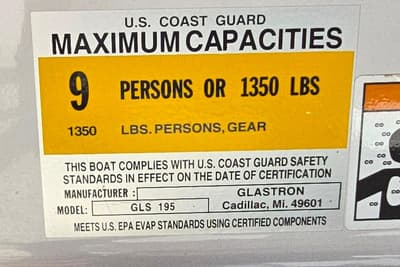 U.S. COAST GUARD
MAXIMUM CAPACITIES
9 PERSONS OR 1350 LBS
1350 LBS. PERSONS, GEAR
THIS BOAT COMPLIES WITH U.S. COAST GUARD SAFETY
STANDARDS IN EFFECT ON THE DATE OF CERTIFICATION
MANUFACTURER: GLASTRON
MODEL: GLS 195 Cadillac, Mi. 49601
MEETS U.S. EPA EVAP STANDARDS USING CERTIFIED COMPONENTS